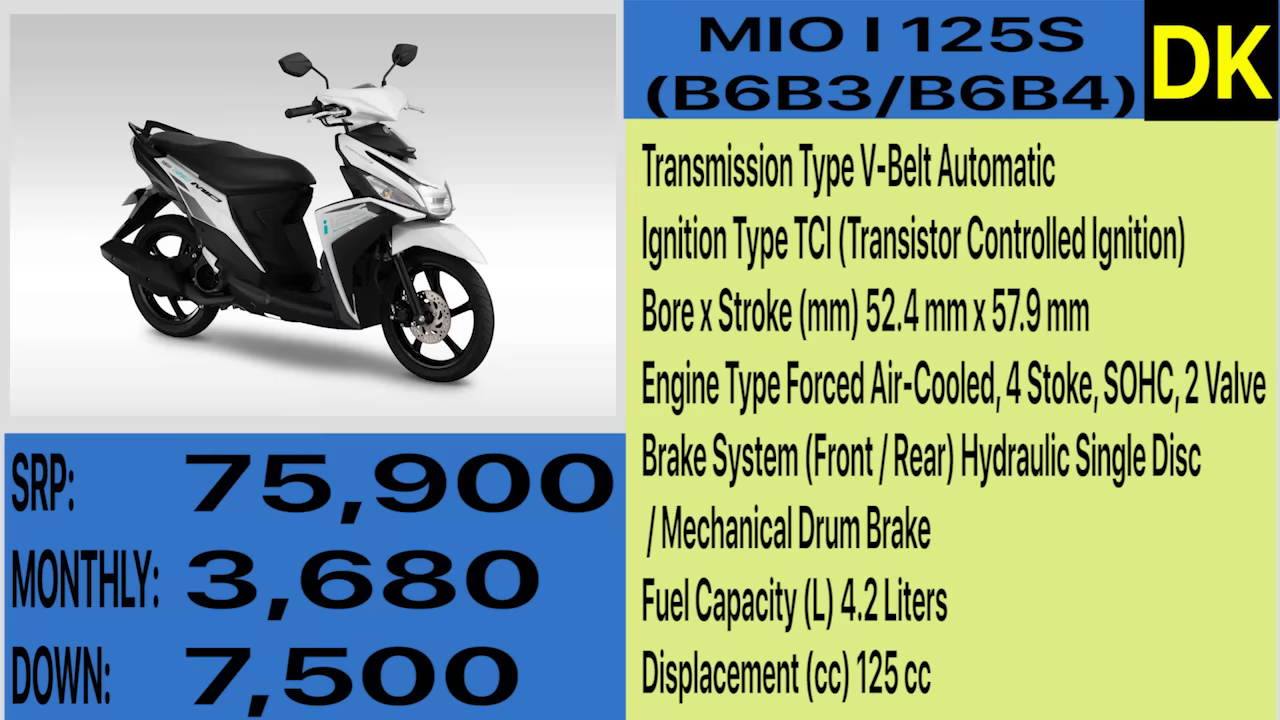 MIO I 125S
(B6B3/B6B4)
DK
Transmission Type V-Belt Automatic
Ignition Type TCI (Transistor Controlled Ignition)
Bore x Stroke (mm) 52.4 mm x 57.9 mm
Engine Type Forced Air-Cooled, 4 Stoke, SOHC, 2 Valve
Brake System (Front / Rear) Hydraulic Single Disc
/ Mechanical Drum Brake
Fuel Capacity (L) 4.2 Liters
Displacement (cc) 125 cc
SRP: 75,900
MONTHLY: 3,680
DOWN: 7,500
MIO
i